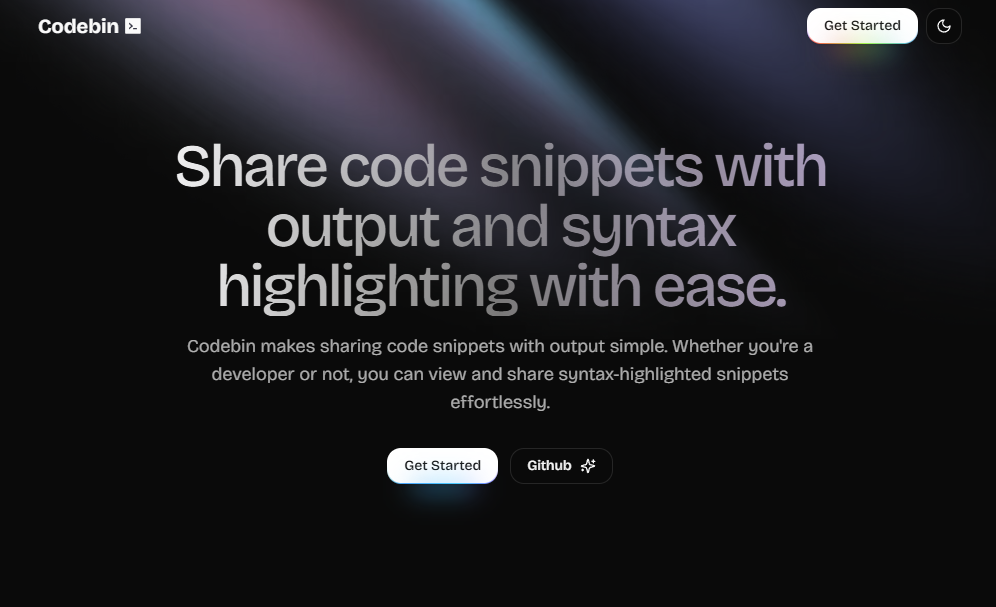 Codebin
Get Started
Share code snippets with
output and syntax
highlighting with ease.
Codebin makes sharing code snippets with output simple. Whether you're a
developer or not, you can view and share syntax-highlighted snippets
effortlessly.
Get Started
Github